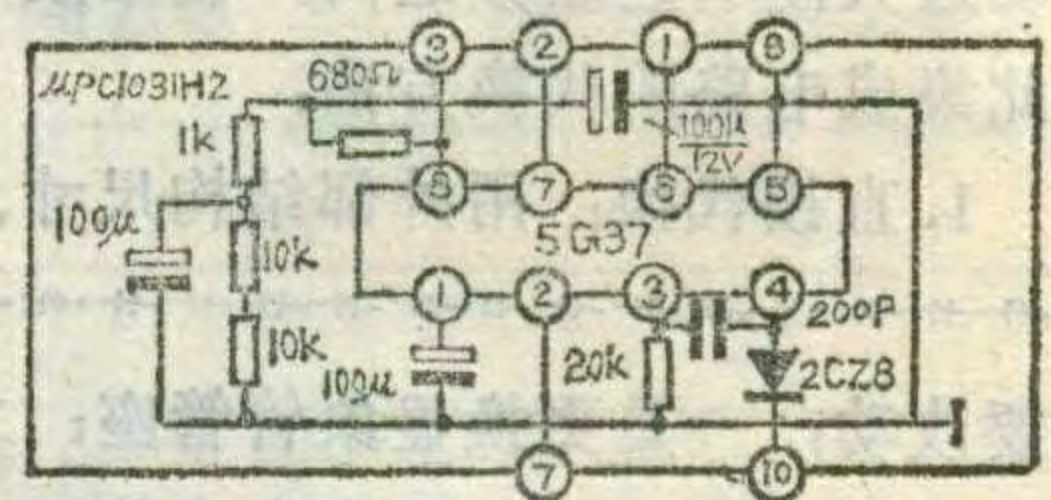 ③ ② ① ⑧
μPC1031H2
680Ω
1k
100μ
12V
100μ
⑧ ⑦ ⑥ ⑤
5G37
10k
① ② ③ ④
200P
10k
100μ
20k
2CZ8
⑦ ⑩